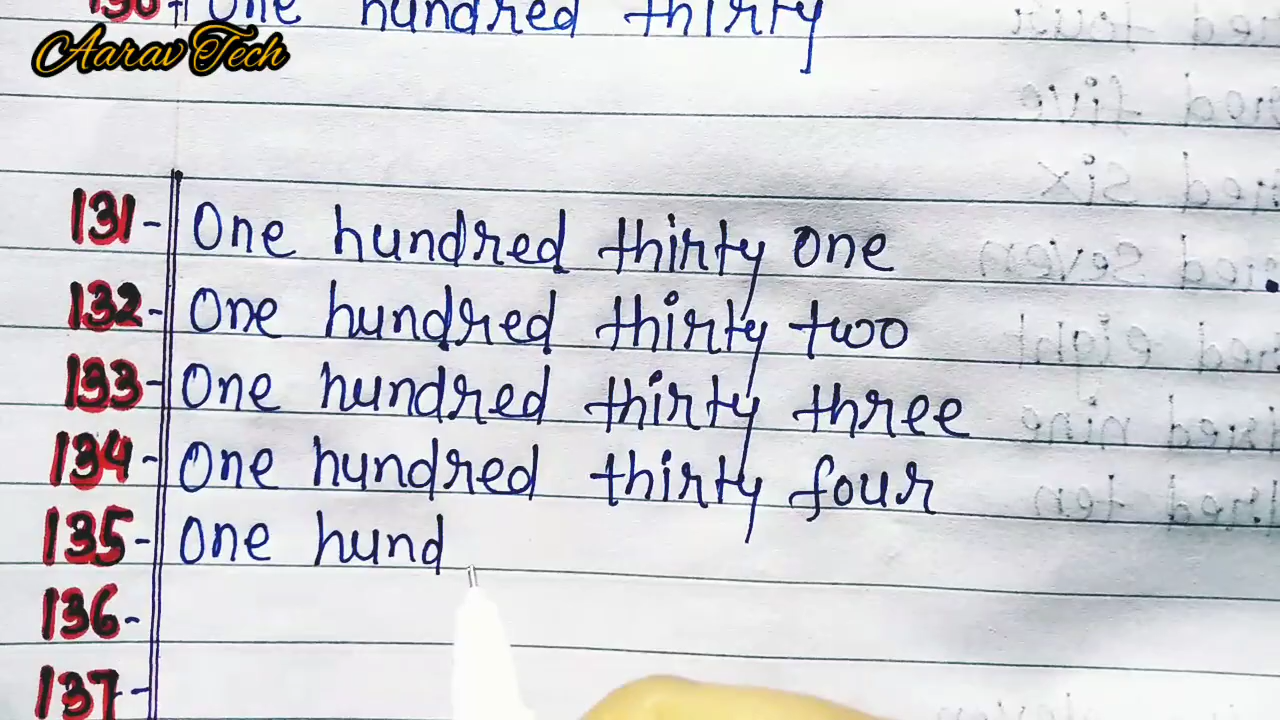 130- One hundred thirty
Aarav Tech
131- One hundred thirty one
132- One hundred thirty two
133- One hundred thirty three
134- One hundred thirty four
135- One hund
136-
137-